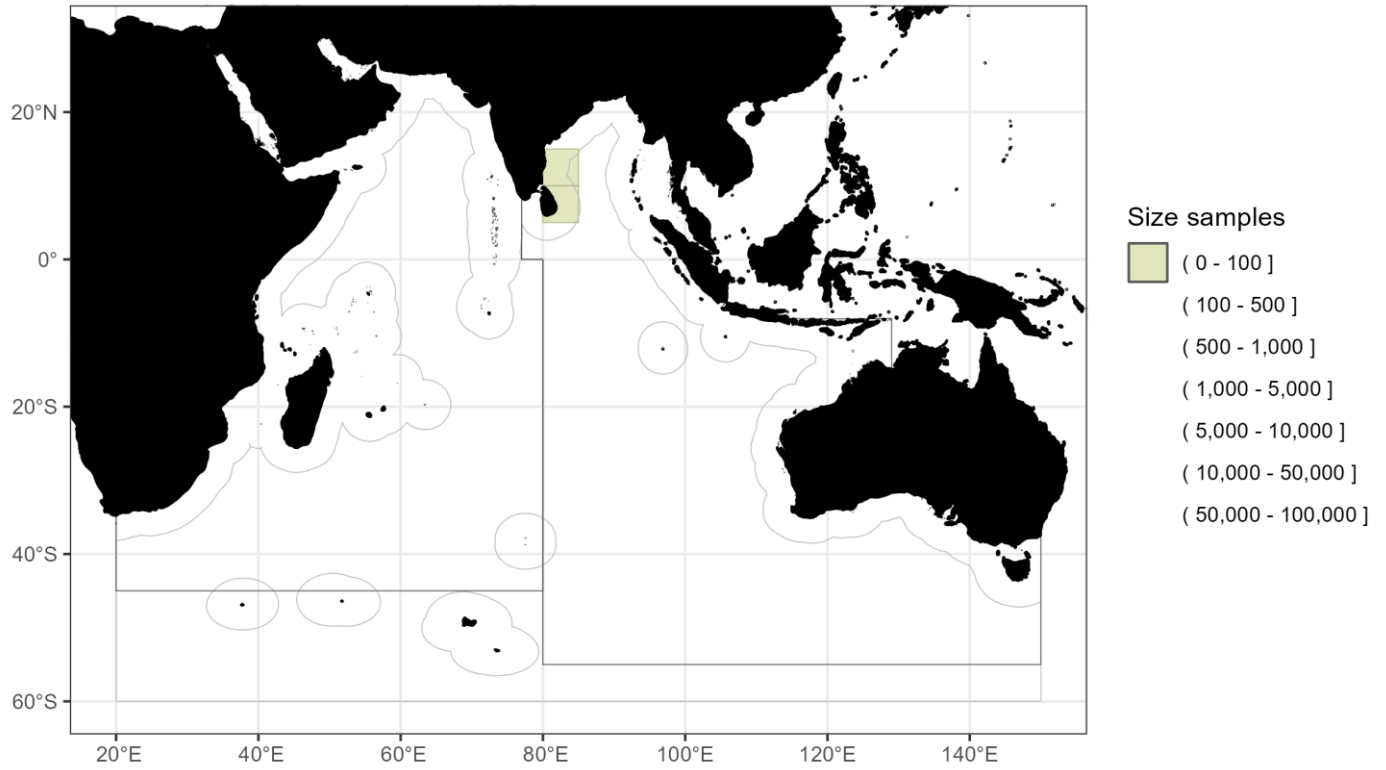 20°N
0°
20°S
40°S
60°S
20°E 40°E 60°E 80°E 100°E 120°E 140°E
Size samples
( 0 - 100 ]
( 100 - 500 ]
( 500 - 1,000 ]
( 1,000 - 5,000 ]
( 5,000 - 10,000 ]
( 10,000 - 50,000 ]
( 50,000 - 100,000 ]